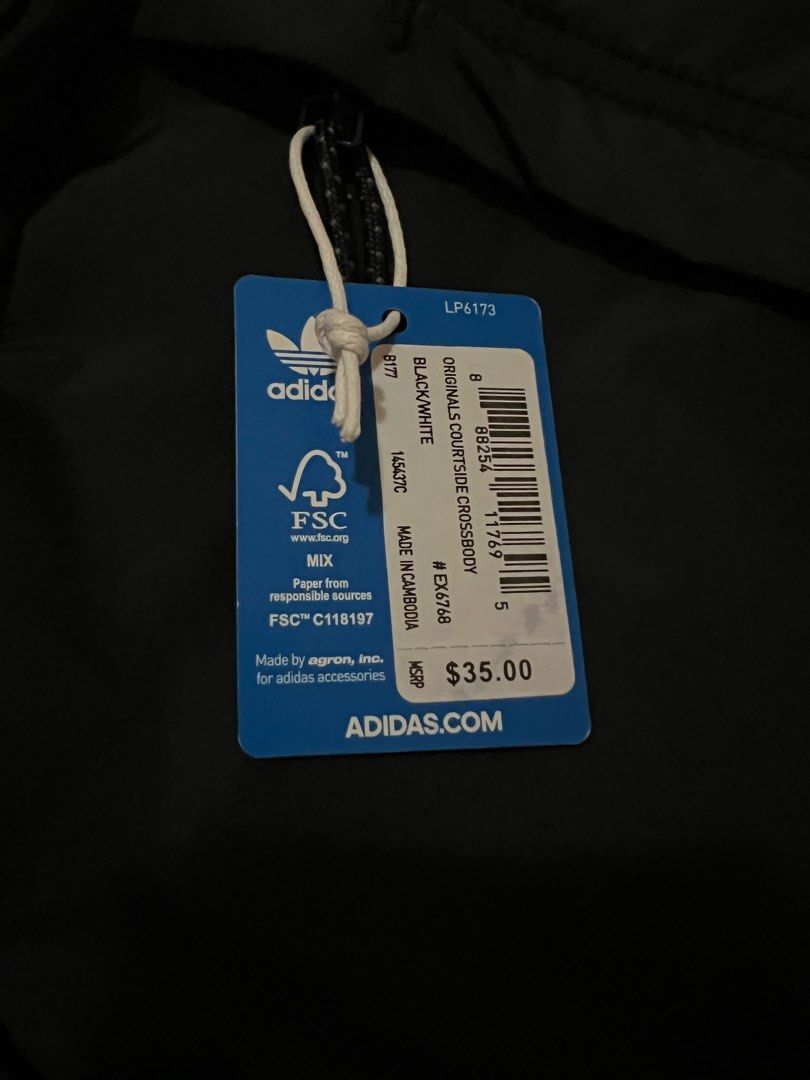 LP6173
adidas
TM
FSC
www.fsc.org
MIX
Paper from
responsible sources
FSC™ C118197
Made by agron, inc.
for adidas accessories
8 88254 11769 5
ORIGINALS COURTSIDE CROSSBODY
BLACK/WHITE # EX6768
B177 145437C MADE IN CAMBODIA
MSRP $35.00
ADIDAS.COM